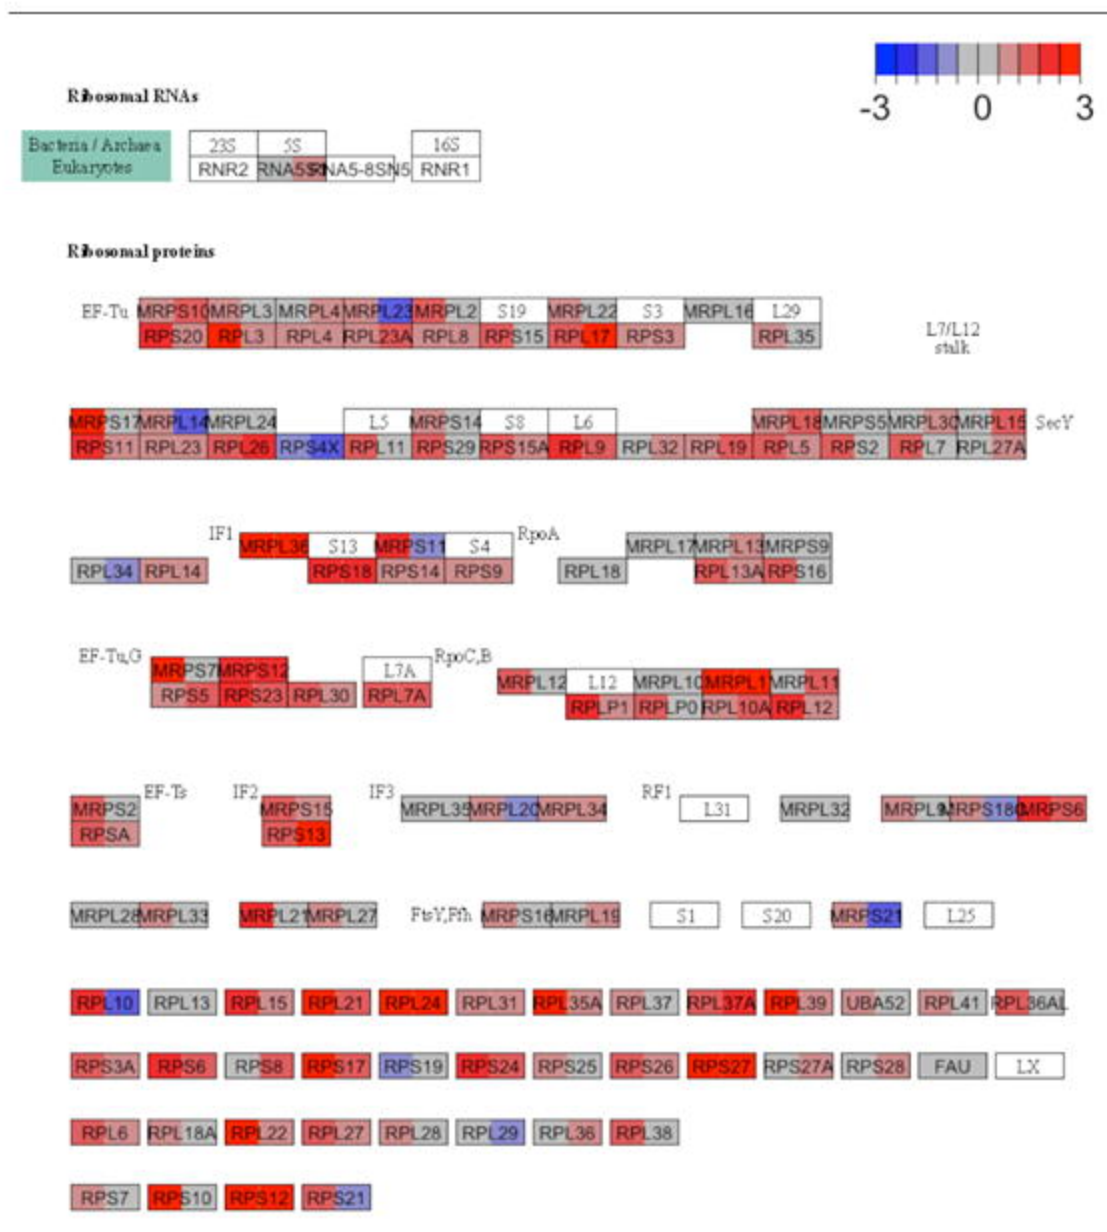 -3 0 3
Ribosomal RNAs
Bacteria / Archaea 23S 5S 16S
Eukaryotes RNR2 RNA5S RNA5-8SN5 RNR1
Ribosomal proteins
EF-Tu MRPS10 MRPL3 MRPL4 MRPL23 MRPL2 S19 MRPL22 S3 MRPL16 L29
RPS20 RPL3 RPL4 RPL23A RPL8 RPS15 RPL17 RPS3 RPL35 L7/L12
stalk
MRPS17 MRPL14 MRPL24 L5 MRPS14 S8 L6 MRPL18 MRPS5 MRPL30 MRPL15 SecY
RPS11 RPL23 RPL26 RPS4X RPL11 RPS29 RPS15A RPL9 RPL32 RPL19 RPL5 RPS2 RPL7 RPL27A
IF1 MRPL36 S13 MRPS11 S4 RpoA MRPL17 MRPL13 MRPS9
RPL34 RPL14 RPS18 RPS14 RPS9 RPL18 RPL13A RPS16
EF-Tu,G MRPS7 MRPS12 L7A RpoC,B MRPL12 L12 MRPL10 MRPL1 MRPL11
RPS5 RPS23 RPL30 RPL7A RPLP1 RPLP0 RPL10A RPL12
MRPS2 EF-Ts IF2 MRPS15 IF3 MRPL35 MRPL20 MRPL34 RF1 L31 MRPL32 MRPL9 MRPS18C MRPS6
RPSA RPS13
MRPL28 MRPL33 MRPL21 MRPL27 FtsY,Ffh MRPS16 MRPL19 S1 S20 MRPS21 L25
RPL10 RPL13 RPL15 RPL21 RPL24 RPL31 RPL35A RPL37 RPL37A RPL39 UBA52 RPL41 RPL36AL
RPS3A RPS6 RPS8 RPS17 RPS19 RPS24 RPS25 RPS26 RPS27 RPS27A RPS28 FAU LX
RPL6 RPL18A RPL22 RPL27 RPL28 RPL29 RPL36 RPL38
RPS7 RPS10 RPS12 RPS21